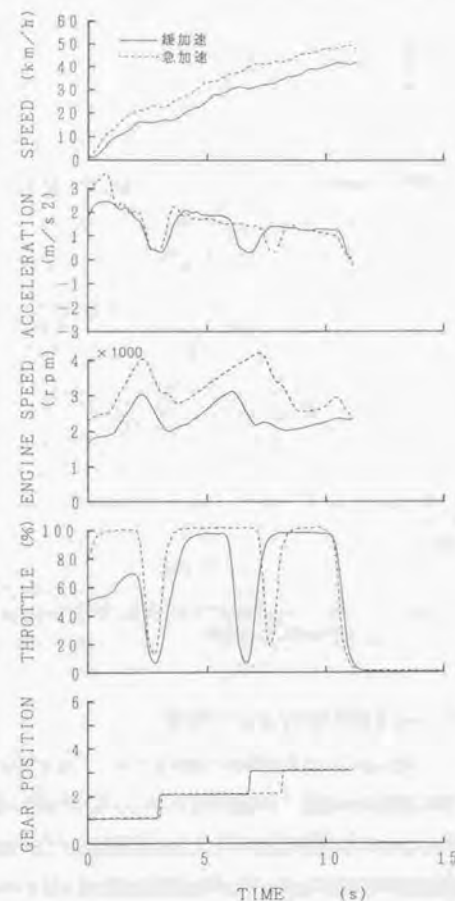 SPEED (km/h)
60
50
40
30
20
10
0
緩加速
急加速
ACCELERATION
(m/s2)
3
2
1
0
1
2
3
ENGINE SPEED
(rpm)
×1000
4
3
2
1
0
THROTTLE (%)
100
80
60
40
20
0
GEAR POSITION
6
4
2
0
0 5 10 15
TIME (s)